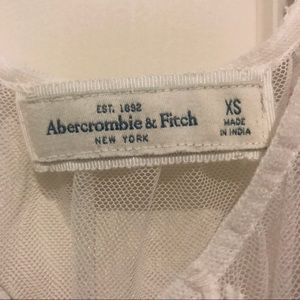 EST. 1892
Abercrombie & Fitch
NEW YORK
XS
MADE
IN INDIA